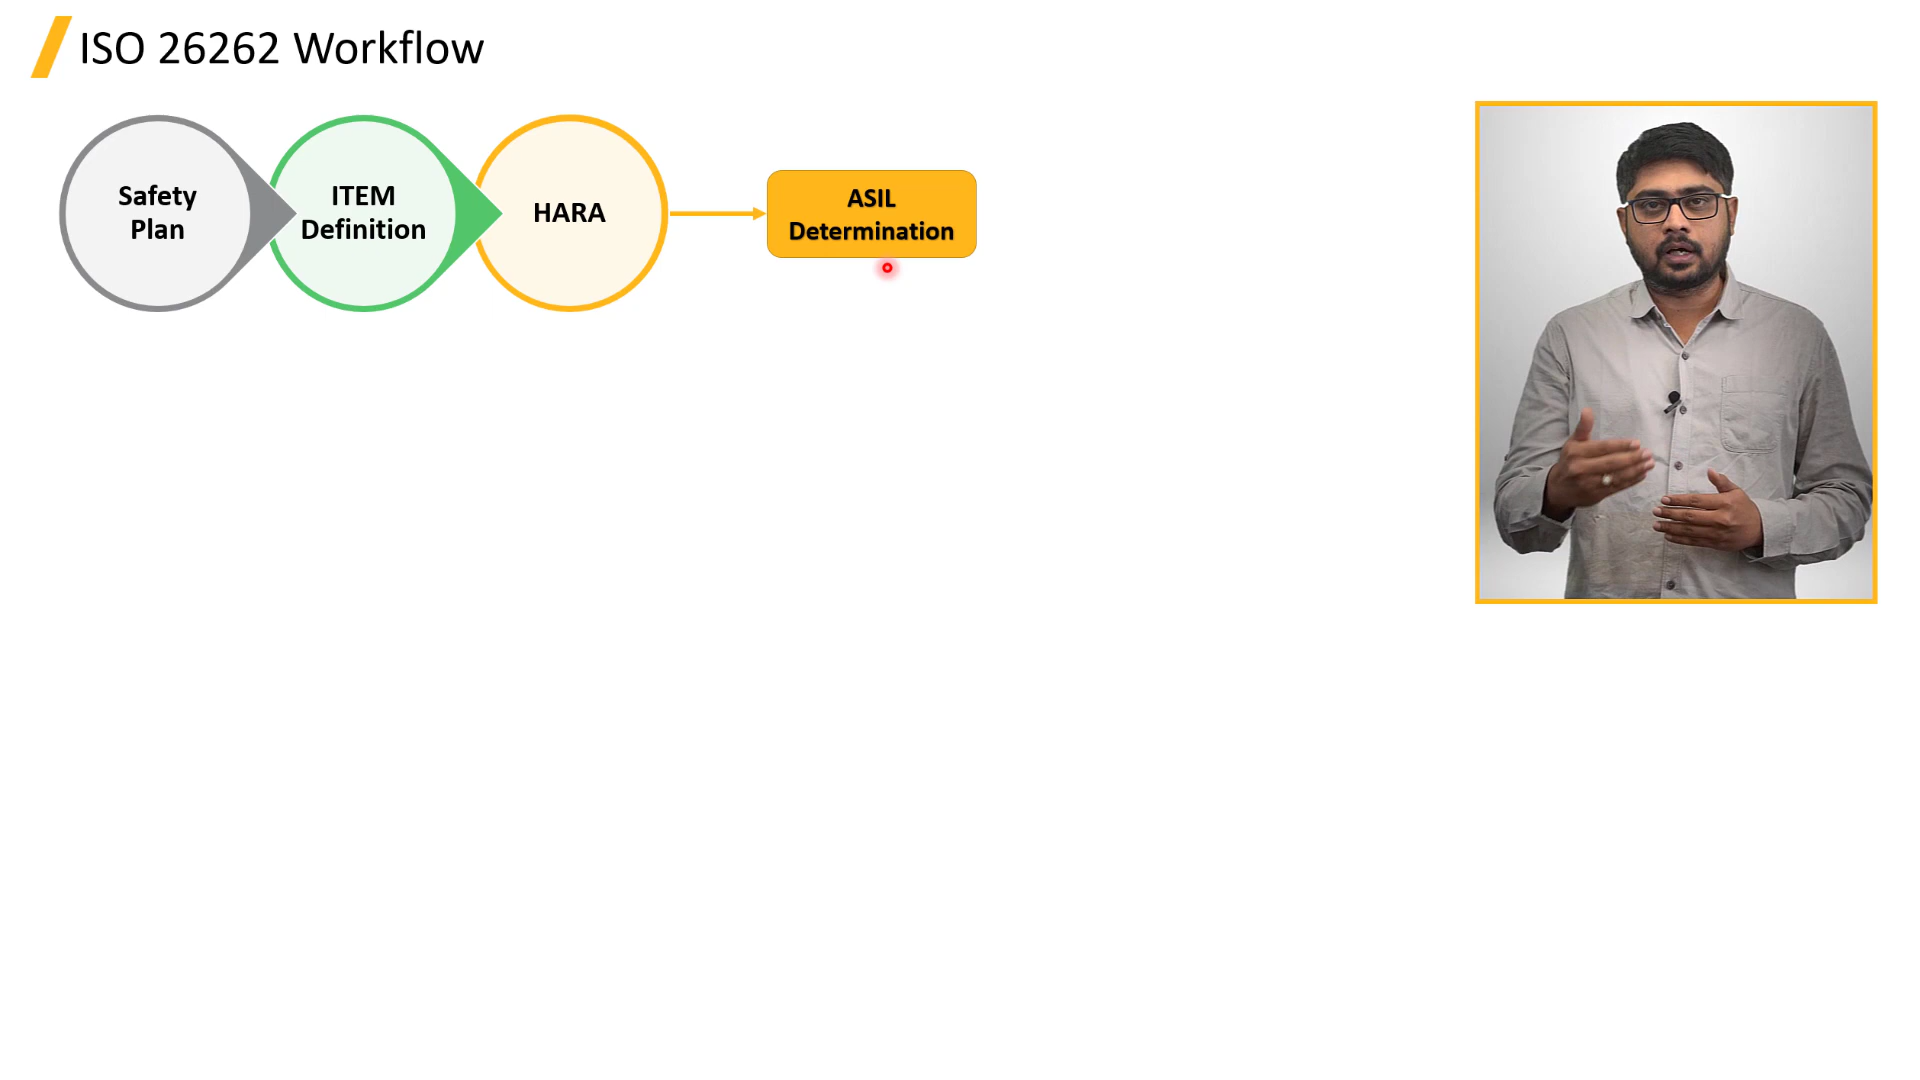 ISO 26262 Workflow
Safety
Plan
ITEM
Definition
HARA
ASIL
Determination